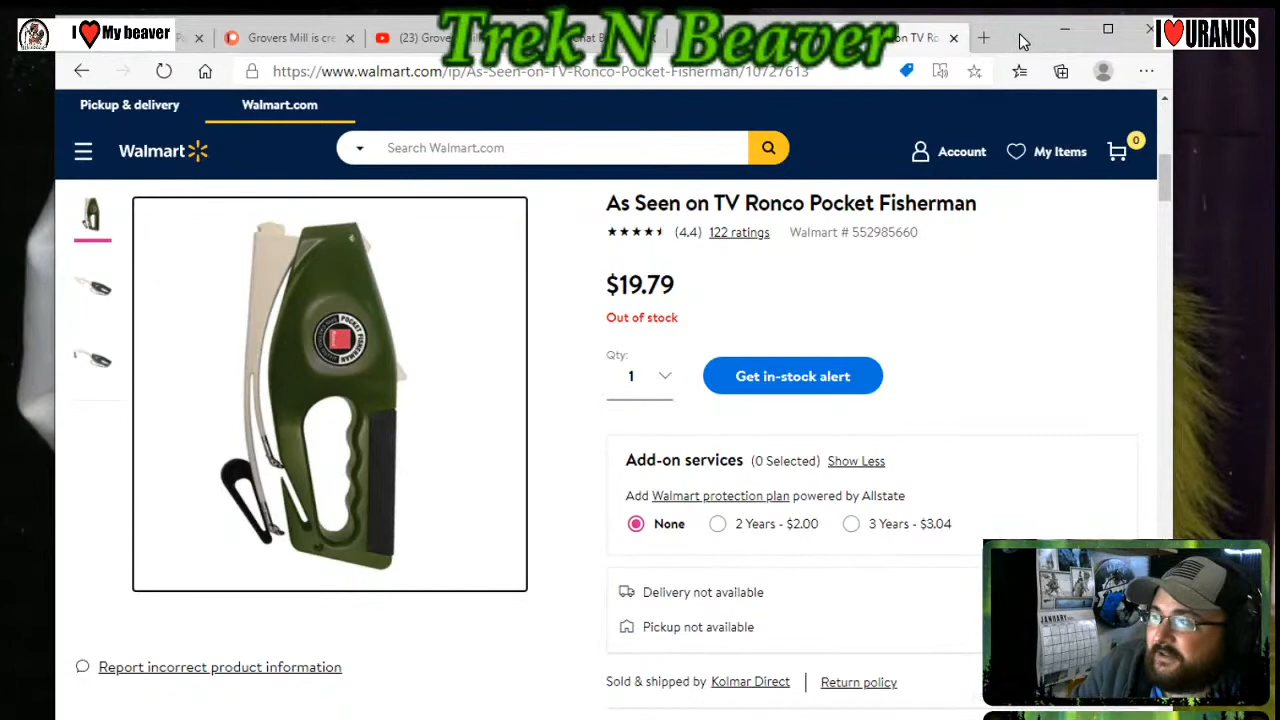 I My beaver
Trek N Beaver
I URANUS
Grovers Mill is cre
(23) Grove
on TV Ro
https://www.walmart.com/ip/As-Seen-on-TV-Ronco-Pocket-Fisherman/10727613
Pickup & delivery
Walmart.com
Walmart
Search Walmart.com
Account
My Items
0
As Seen on TV Ronco Pocket Fisherman
(4.4) 122 ratings Walmart # 552985660
$19.79
Out of stock
Qty:
1
Get in-stock alert
POCKET FISHERMAN
Add-on services (0 Selected) Show Less
Add Walmart protection plan powered by Allstate
None 2 Years - $2.00 3 Years - $3.04
Delivery not available
Pickup not available
JANUARY
Report incorrect product information
Sold & shipped by Kolmar Direct | Return policy